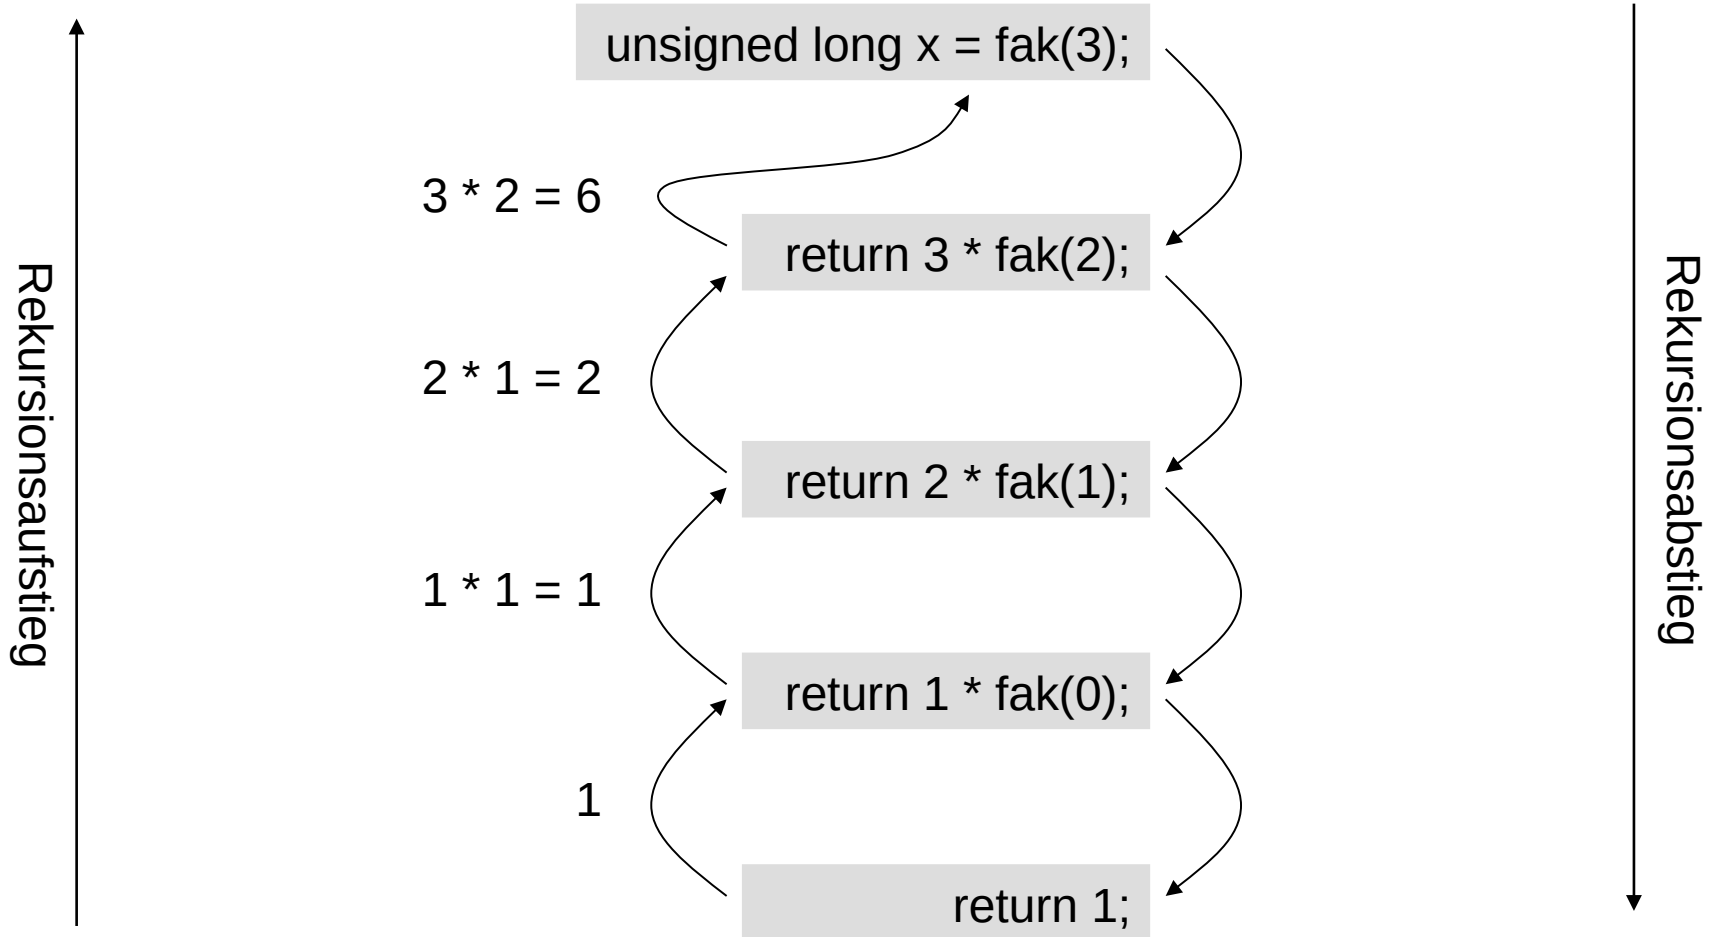 unsigned long x = fak(3);
3 * 2 = 6
return 3 * fak(2);
2 * 1 = 2
return 2 * fak(1);
1 * 1 = 1
return 1 * fak(0);
1
return 1;
Rekursionsaufstieg
Rekursionsabstieg